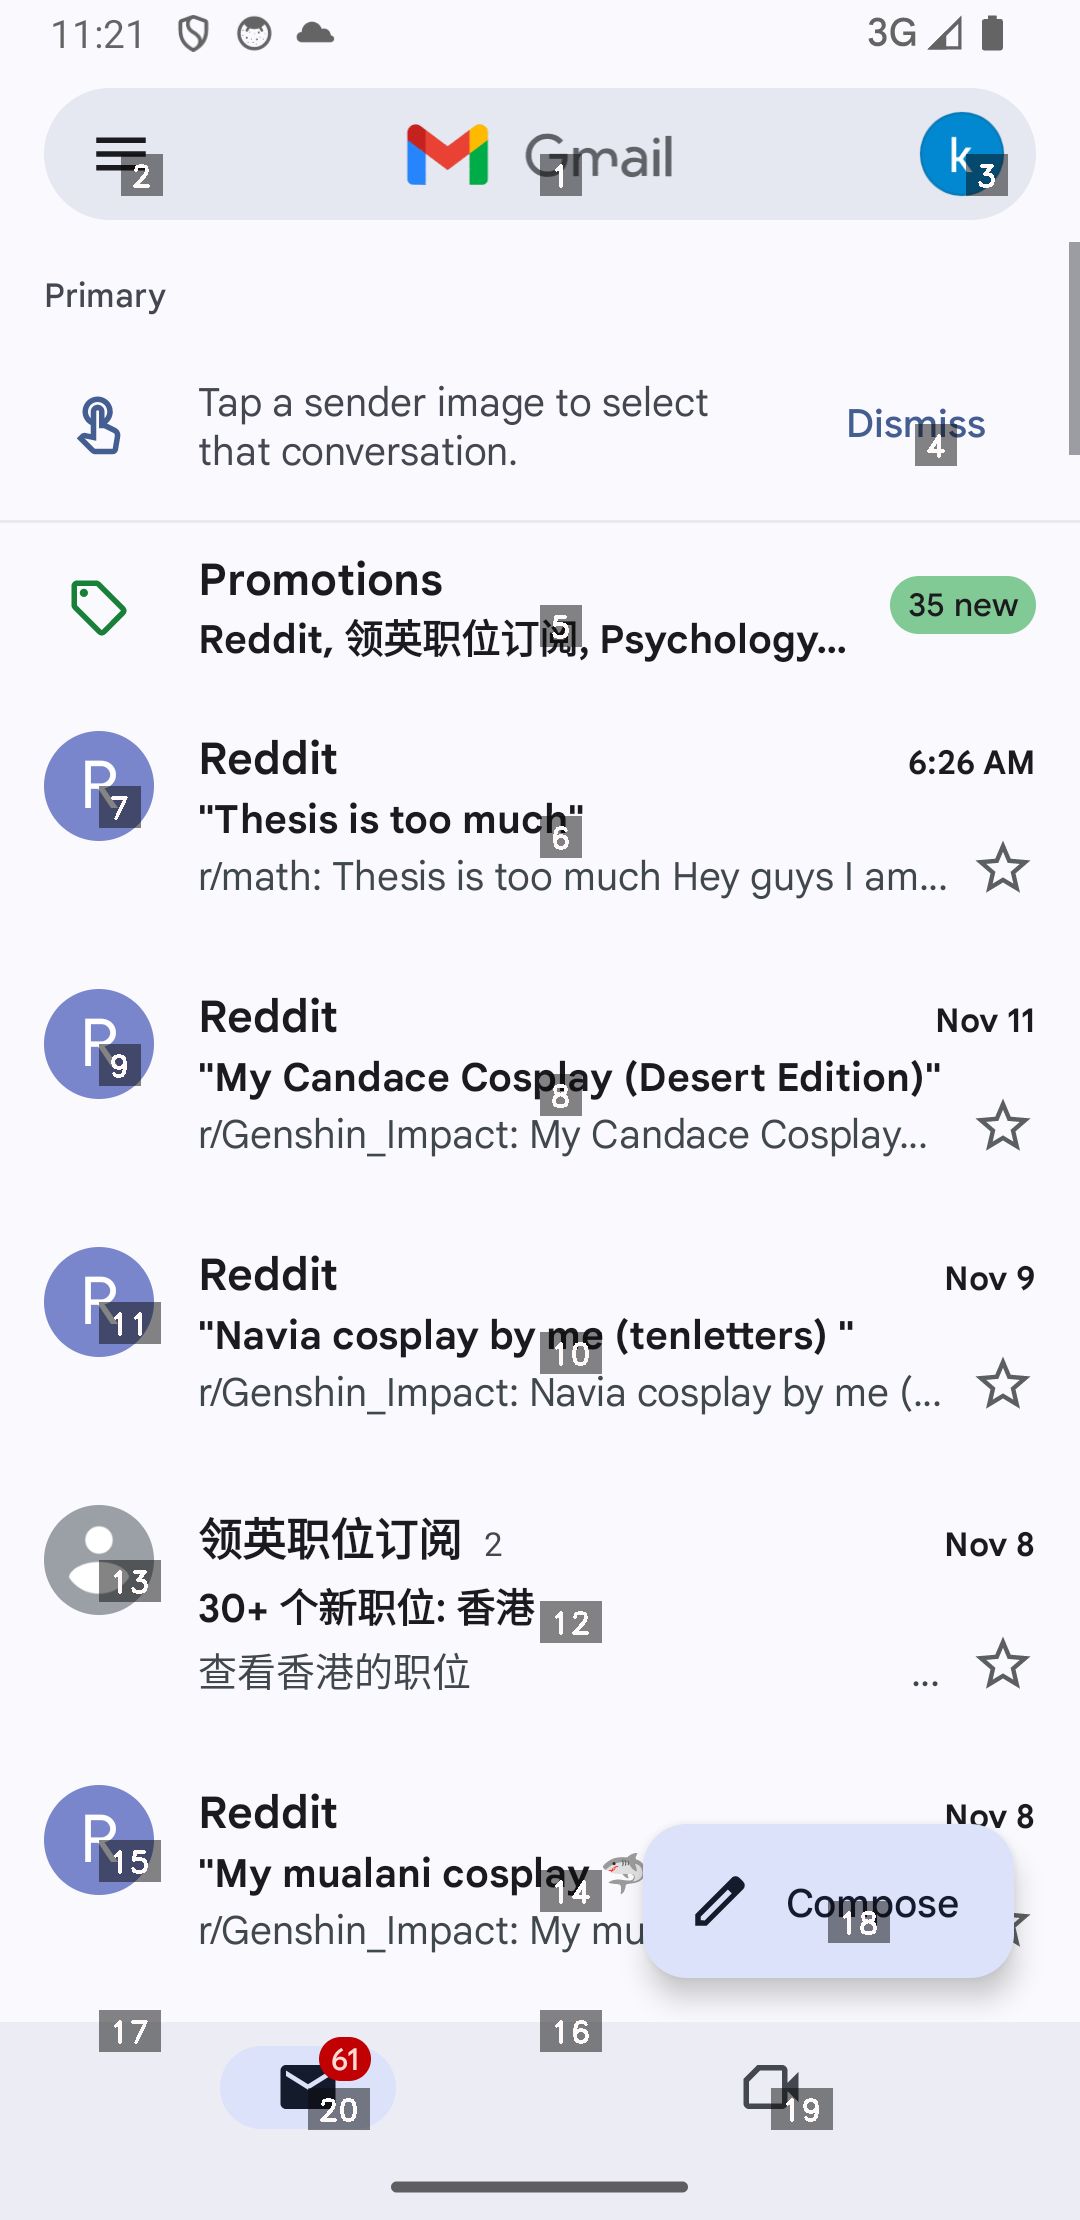 11:21
3G
Gmail
k
2
1
3
Primary
Tap a sender image to select
that conversation.
Dismiss
4
Promotions
35 new
Reddit, 领英职位订阅, Psychology...
5
R
Reddit
6:26 AM
7
"Thesis is too much"
6
r/math: Thesis is too much Hey guys I am...
R
Reddit
Nov 11
9
"My Candace Cosplay (Desert Edition)"
8
r/Genshin_Impact: My Candace Cosplay...
R
Reddit
Nov 9
11
"Navia cosplay by me (tenletters) "
10
r/Genshin_Impact: Navia cosplay by me (...
领英职位订阅 2
Nov 8
13
30+ 个新职位: 香港
12
查看香港的职位 ...
R
Reddit
Nov 8
15
"My mualani cosplay 🦈
14
r/Genshin_Impact: My mu
Compose
18
17
16
61
20
19